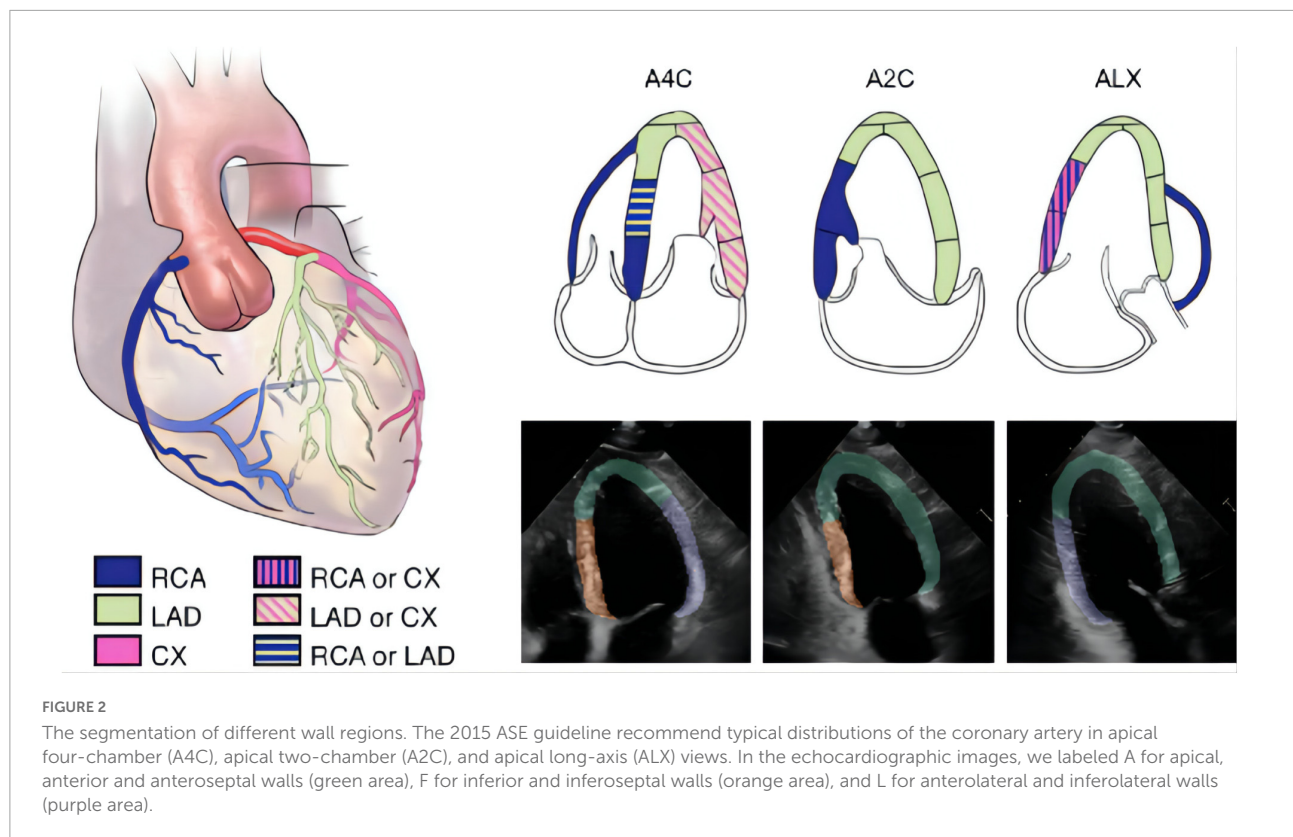 A4C
A2C
ALX
RCA
LAD
CX
RCA or CX
LAD or CX
RCA or LAD
FIGURE 2
The segmentation of different wall regions. The 2015 ASE guideline recommend typical distributions of the coronary artery in apical
four-chamber (A4C), apical two-chamber (A2C), and apical long-axis (ALX) views. In the echocardiographic images, we labeled A for apical,
anterior and anteroseptal walls (green area), F for inferior and inferoseptal walls (orange area), and L for anterolateral and inferolateral walls
(purple area).